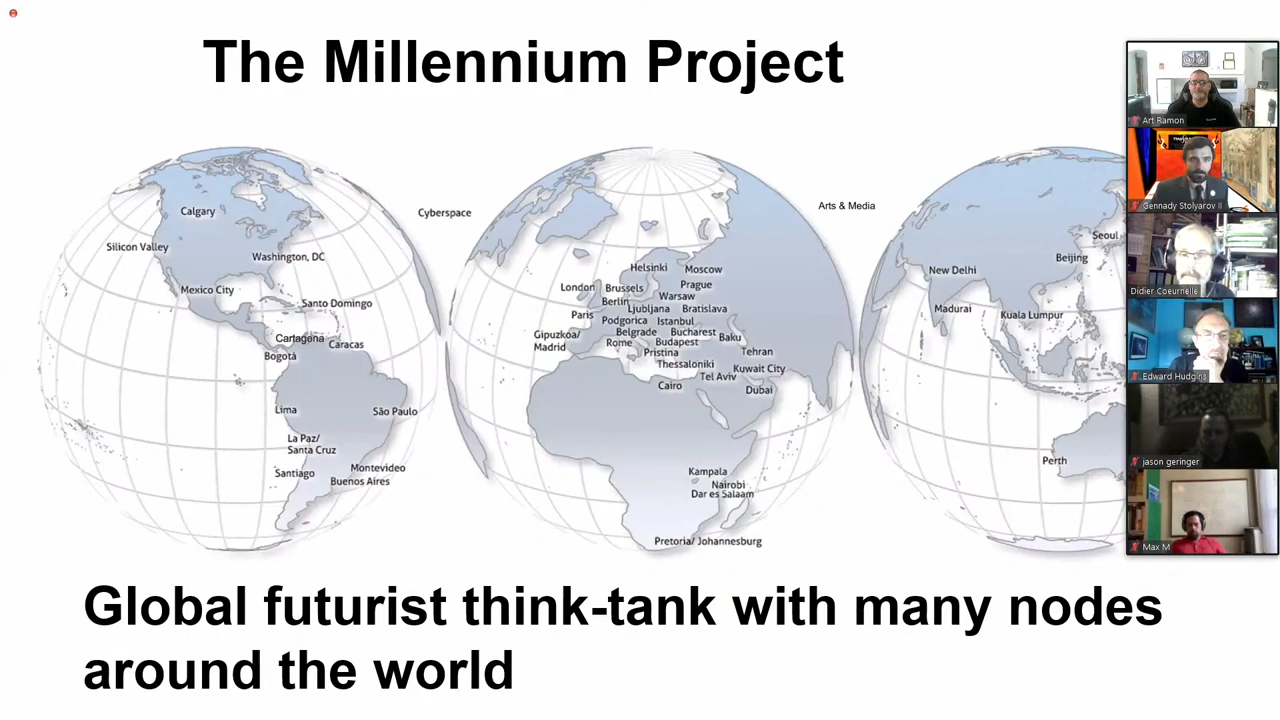 The Millennium Project
Calgary
Silicon Valley
Washington, DC
Mexico City
Santo Domingo
Cartagena
Caracas
Bogotá
Lima
São Paulo
La Paz/
Santa Cruz
Santiago
Montevideo
Buenos Aires
Cyberspace
Arts & Media
Helsinki
Moscow
London
Brussels
Prague
Berlin
Warsaw
Paris
Ljubljana
Bratislava
Podgorica
Istanbul
Gipuzkoa/
Madrid
Belgrade
Bucharest
Rome
Budapest
Baku
Pristina
Tehran
Thessaloniki
Kuwait City
Tel Aviv
Cairo
Dubai
Kampala
Nairobi
Dar es Salaam
Pretoria/ Johannesburg
Seoul
Beijing
New Delhi
Madurai
Kuala Lumpur
Perth
Art Ramon
Gennady Stolyarov II
Didier Coeurnelle
Edward Hudgins
jason geringer
Max M
Global futurist think-tank with many nodes
around the world